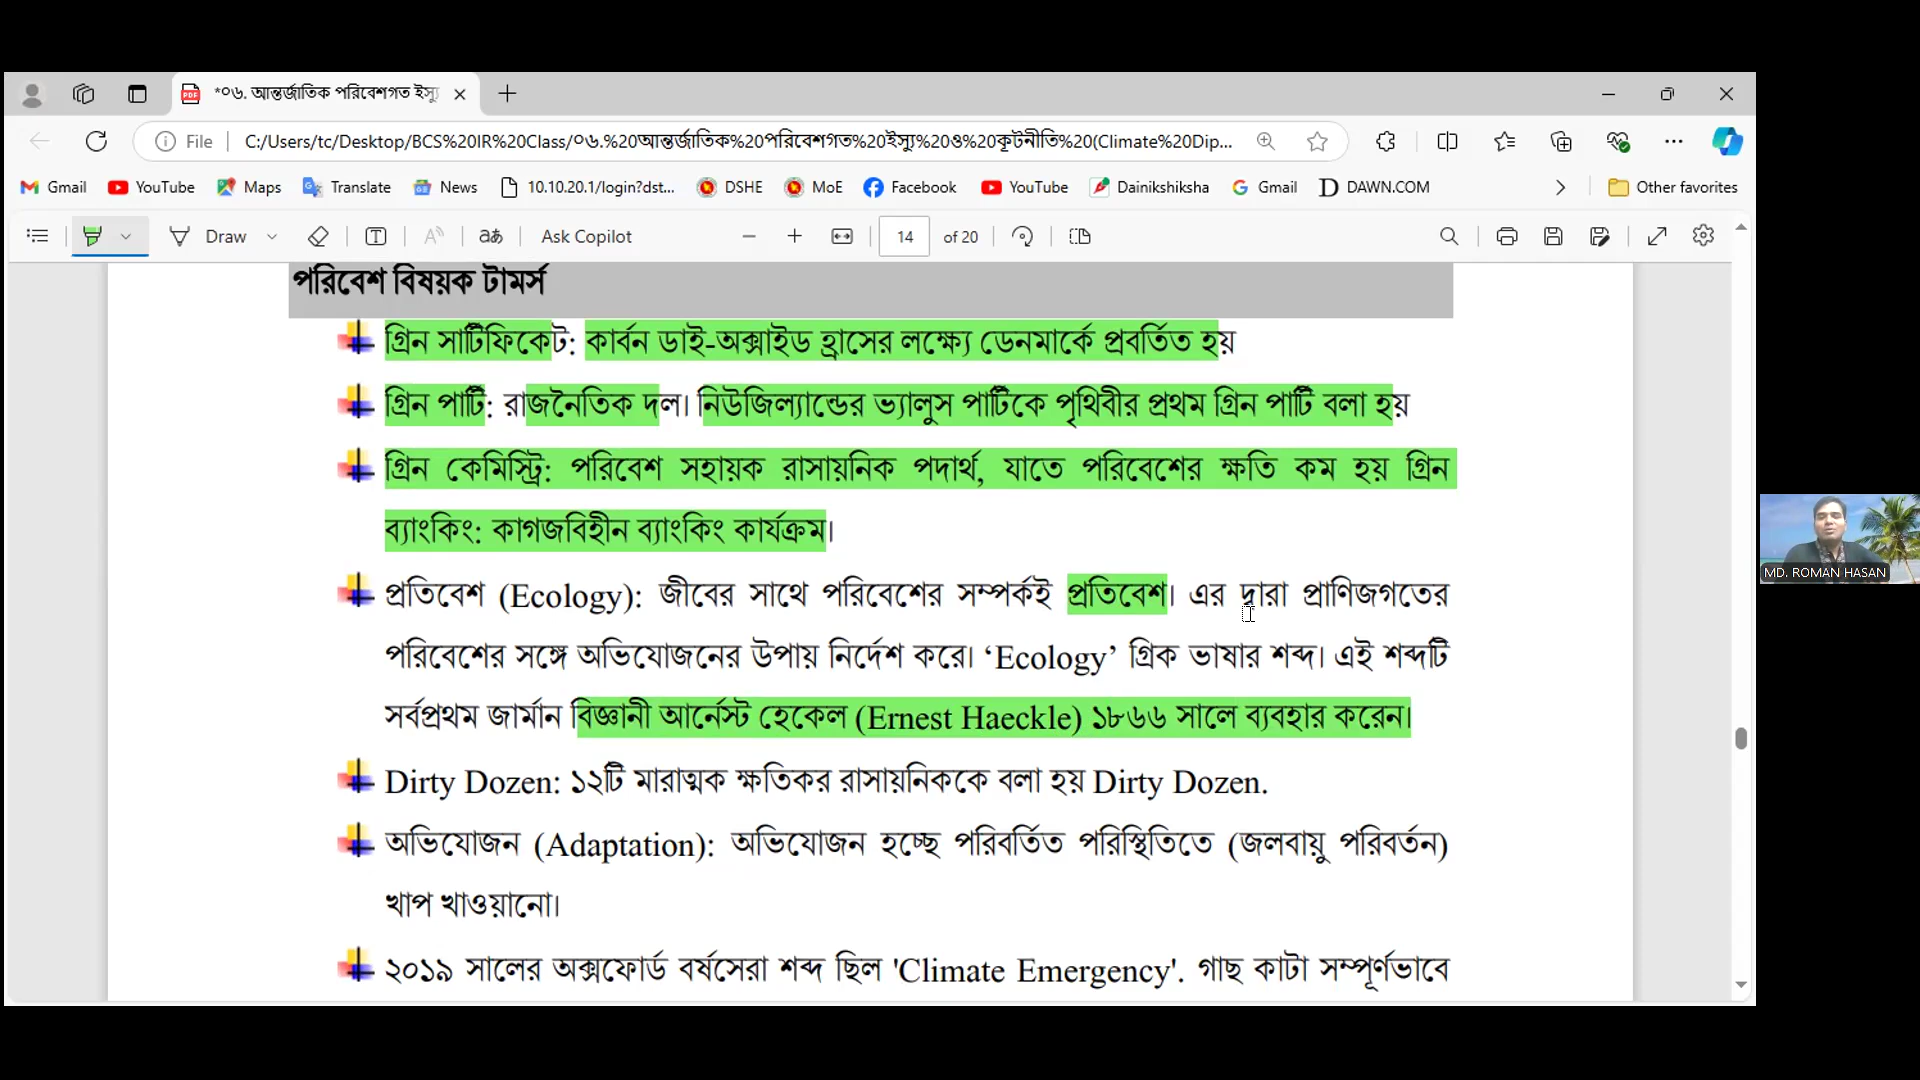 *০৬. আন্তর্জাতিক পরিবেশগত ইস্যু
File C:/Users/tc/Desktop/BCS%20IR%20Class/০৬.%20আন্তর্জাতিক%20পরিবেশগত%20ইস্যু%20ও%20কূটনীতি%20(Climate%20Dip...
Gmail YouTube Maps Translate News 10.10.20.1/login?dst... DSHE MoE Facebook YouTube Dainikshiksha Gmail DAWN.COM Other favorites
Draw Ask Copilot 14 of 20
পরিবেশ বিষয়ক টামর্স
গ্রিন সার্টিফিকেট: কার্বন ডাই-অক্সাইড হ্রাসের লক্ষ্যে ডেনমার্কে প্রবর্তিত হয়
গ্রিন পার্টি: রাজনৈতিক দল। নিউজিল্যান্ডের ভ্যালুস পার্টিকে পৃথিবীর প্রথম গ্রিন পার্টি বলা হয়
গ্রিন কেমিস্ট্রি: পরিবেশ সহায়ক রাসায়নিক পদার্থ, যাতে পরিবেশের ক্ষতি কম হয় গ্রিন
ব্যাংকিং: কাগজবিহীন ব্যাংকিং কার্যক্রম।
প্রতিবেশ (Ecology): জীবের সাথে পরিবেশের সম্পর্কই প্রতিবেশ। এর দ্বারা প্রাণিজগতের
পরিবেশের সঙ্গে অভিযোজনের উপায় নির্দেশ করে। ‘Ecology’ গ্রিক ভাষার শব্দ। এই শব্দটি
সর্বপ্রথম জার্মান বিজ্ঞানী আর্নেস্ট হেকেল (Ernest Haeckle) ১৮৬৬ সালে ব্যবহার করেন।
Dirty Dozen: ১২টি মারাত্মক ক্ষতিকর রাসায়নিককে বলা হয় Dirty Dozen.
অভিযোজন (Adaptation): অভিযোজন হচ্ছে পরিবর্তিত পরিস্থিতিতে (জলবায়ু পরিবর্তন)
খাপ খাওয়ানো।
২০১৯ সালের অক্সফোর্ড বর্ষসেরা শব্দ ছিল 'Climate Emergency'. গাছ কাটা সম্পূর্ণভাবে
MD. ROMAN HASAN